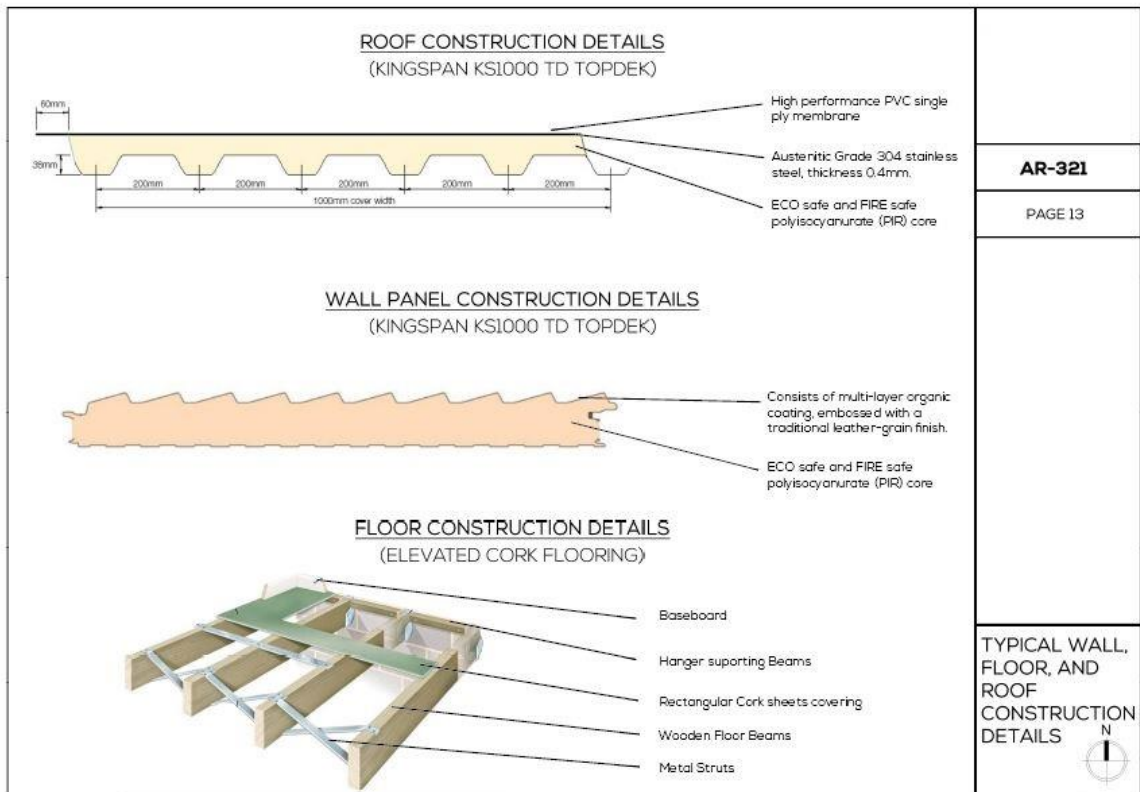 ROOF CONSTRUCTION DETAILS
(KINGSPAN KS1000 TD TOPDEK)
60mm
38mm
200mm
200mm
200mm
200mm
200mm
1000mm cover width
High performance PVC single
ply membrane
Austenitic Grade 304 stainless
steel, thickness 0.4mm.
ECO safe and FIRE safe
polyisocyanurate (PIR) core
WALL PANEL CONSTRUCTION DETAILS
(KINGSPAN KS1000 TD TOPDEK)
Consists of multi-layer organic
coating, embossed with a
traditional leather-grain finish.
ECO safe and FIRE safe
polyisocyanurate (PIR) core
FLOOR CONSTRUCTION DETAILS
(ELEVATED CORK FLOORING)
Baseboard
Hanger suporting Beams
Rectangular Cork sheets covering
Wooden Floor Beams
Metal Struts
AR-321
PAGE 13
TYPICAL WALL,
FLOOR, AND
ROOF
CONSTRUCTION
DETAILS
N